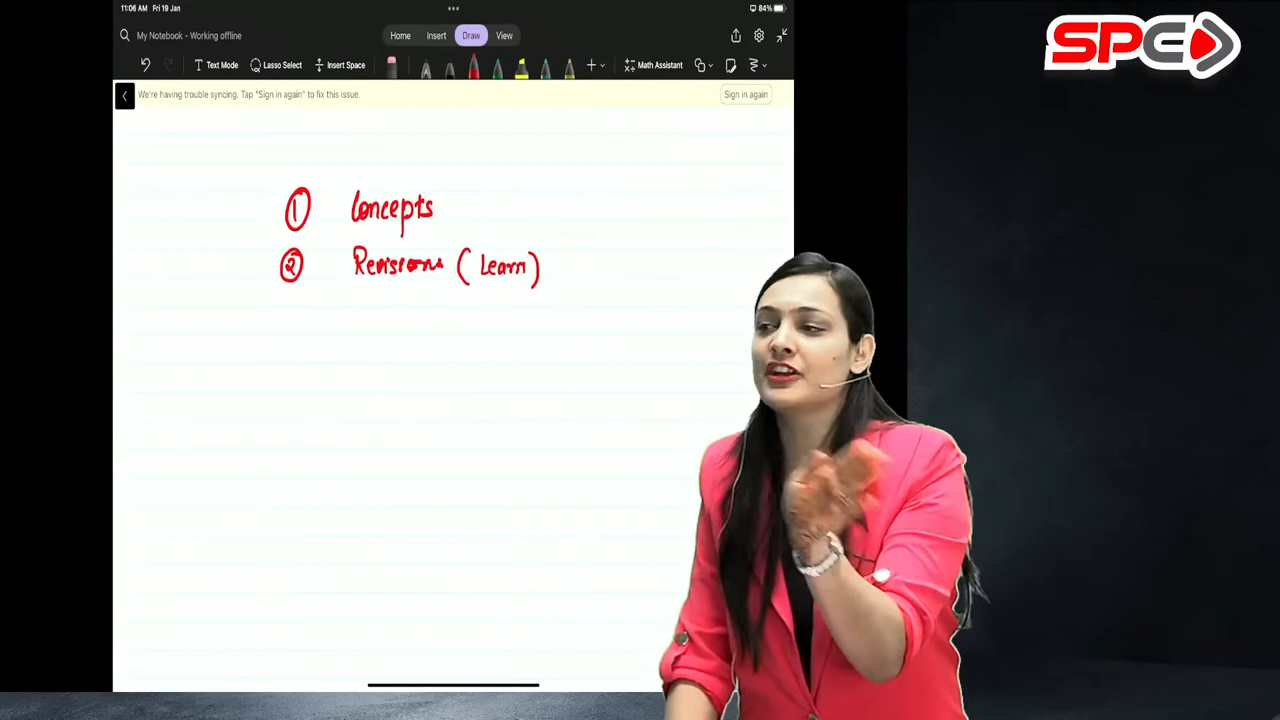 11:06 AM Fri 19 Jan
84%
My Notebook - Working offline
Home Insert Draw View
Text Mode Lasso Select Insert Space Math Assistant
We're having trouble syncing. Tap "Sign in again" to fix this issue. Sign in again
SPE
① Concepts
② Revisions (Learn)